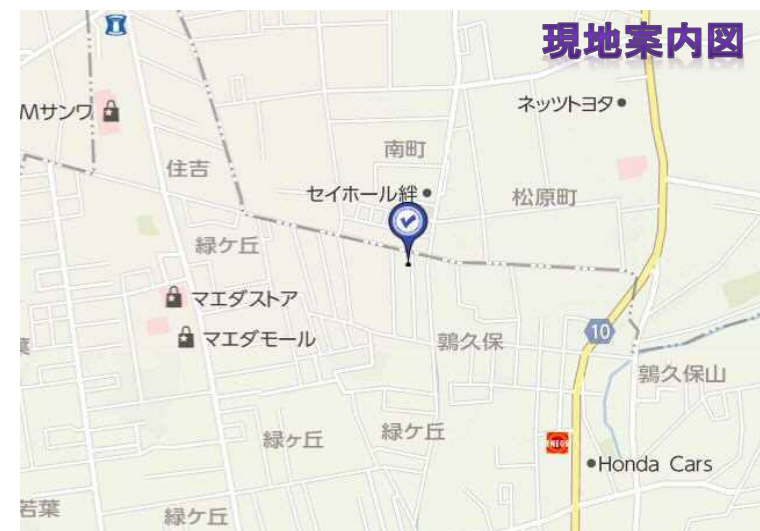 現地案内図
Mサンワ
ネッツトヨタ
南町
住吉
セイホール絆
松原町
緑ケ丘
マエダストア
10
マエダモール
鶉久保
葉
鶉久保山
緑ケ丘
緑ケ丘
ENEOS
Honda Cars
若葉
緑ケ丘